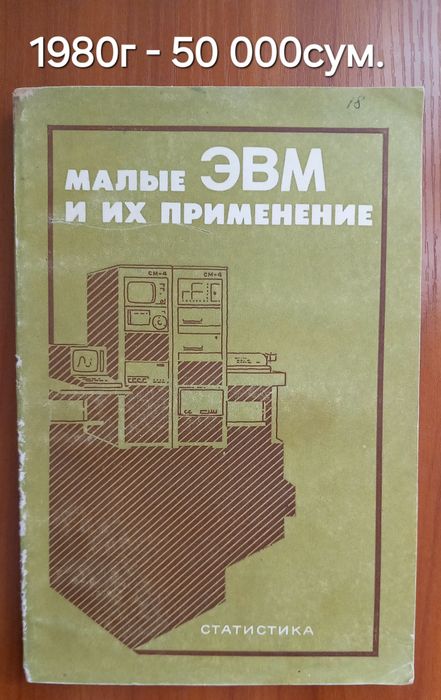 1980г - 50 000сум.
18
МАЛЫЕ ЭВМ
И ИХ ПРИМЕНЕНИЕ
СМ-4 СМ-4
СТАТИСТИКА